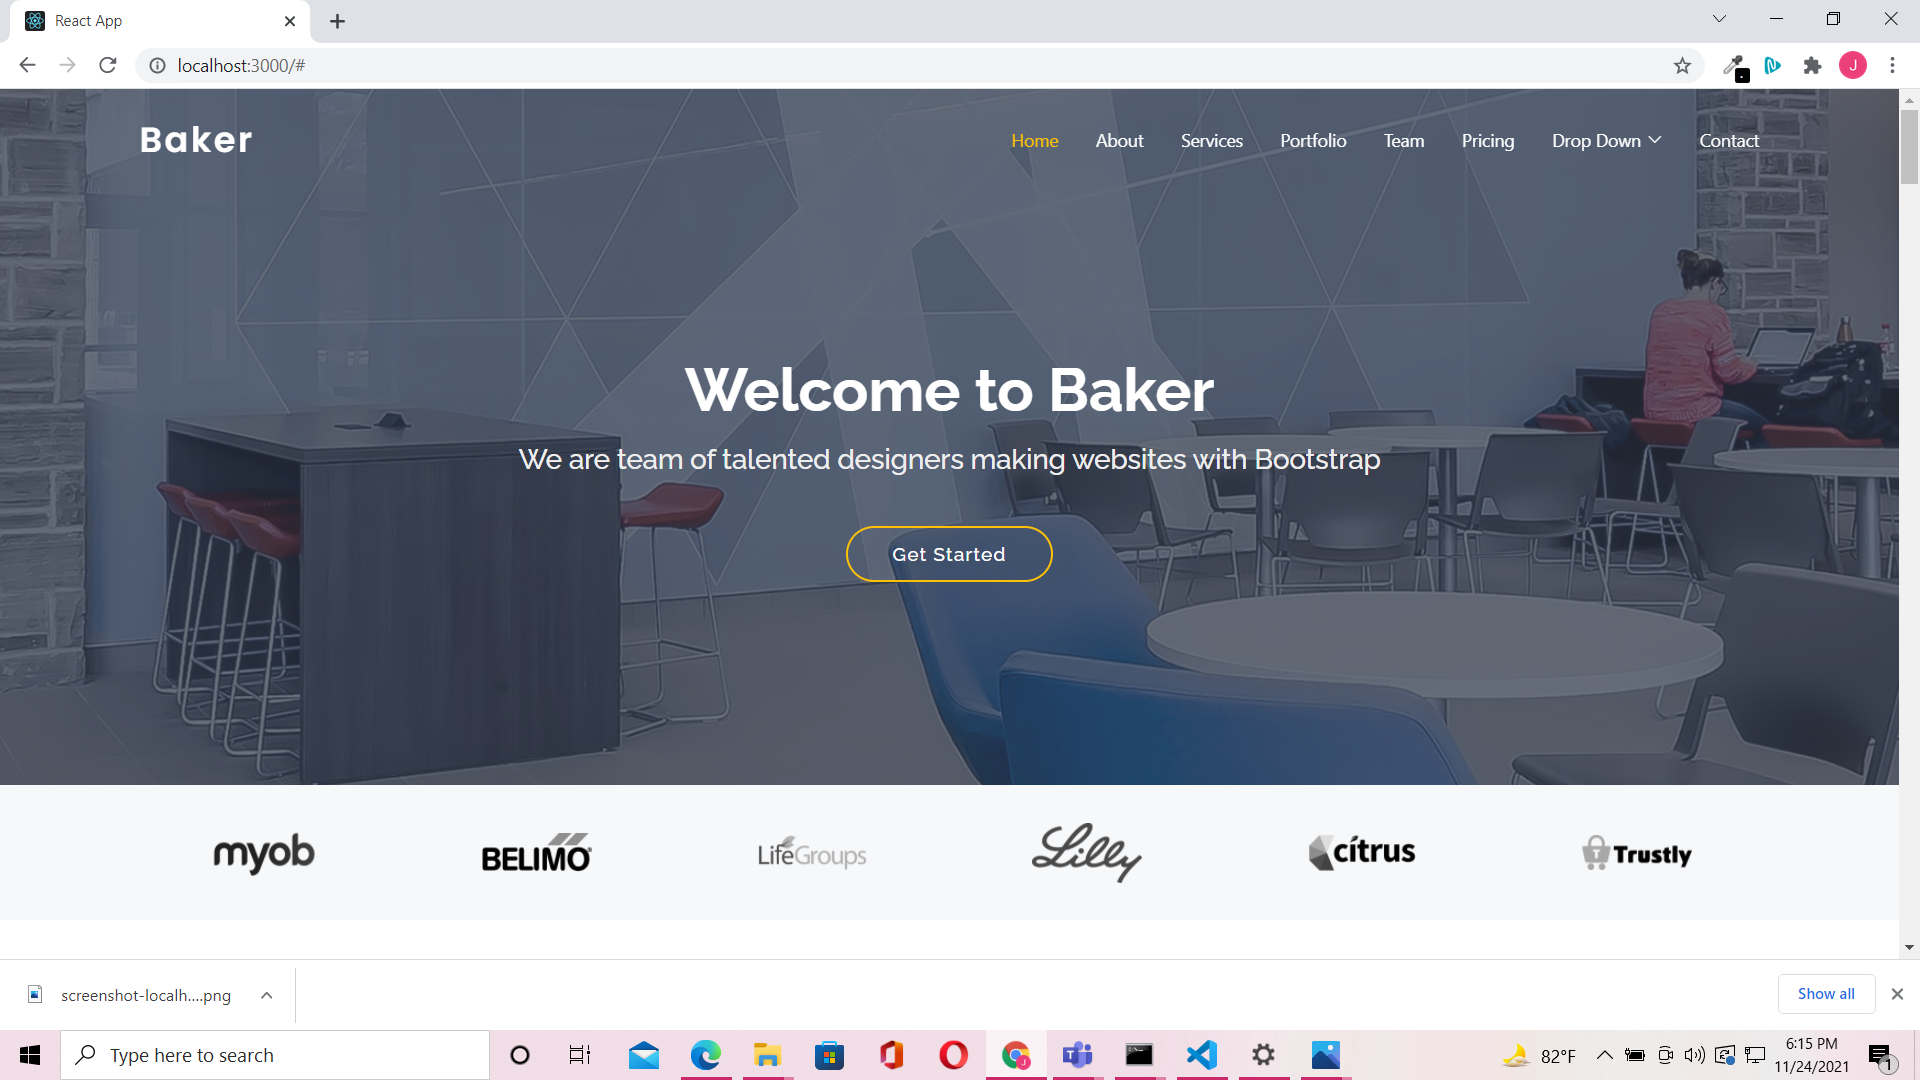 React App
localhost:3000/#
J
Baker
Home About Services Portfolio Team Pricing Drop Down Contact
Welcome to Baker
We are team of talented designers making websites with Bootstrap
Get Started
myob
BELIMO
LifeGroups
Lilly
citrus
T Trustly
screenshot-localh....png
Show all
Type here to search
82°F
6:15 PM
11/24/2021
1